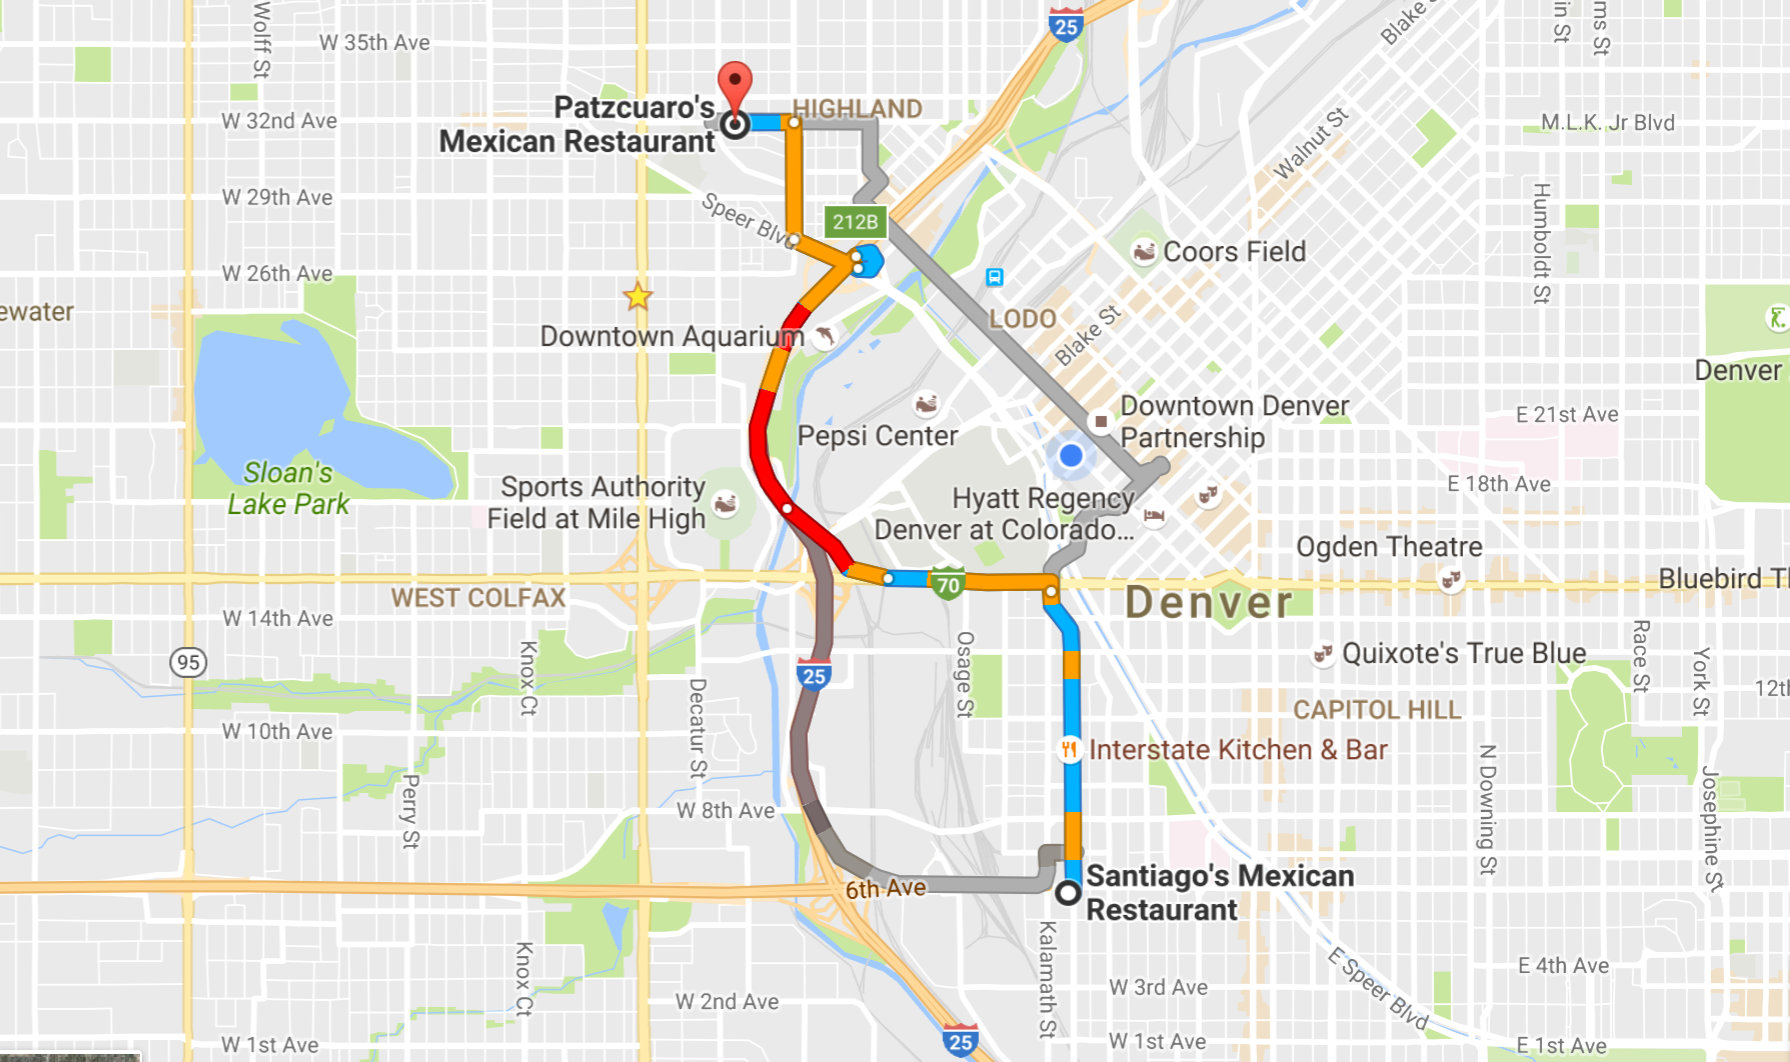 Wolff St
W 35th Ave
25
Blake S
in St
ms St
Patzcuaro's
Mexican Restaurant
HIGHLAND
W 32nd Ave
M.L.K. Jr Blvd
Walnut St
W 29th Ave
Speer Blvd
212B
Humboldt St
Coors Field
W 26th Ave
ewater
LODO
Blake St
Downtown Aquarium
Denver
Downtown Denver
Partnership
E 21st Ave
Pepsi Center
Sloan's
Lake Park
Sports Authority
Field at Mile High
Hyatt Regency
Denver at Colorado...
E 18th Ave
Ogden Theatre
70
Bluebird T
WEST COLFAX
Denver
W 14th Ave
95
Knox Ct
Osage St
Quixote's True Blue
Race St
York St
25
Decatur St
12th
CAPITOL HILL
W 10th Ave
Interstate Kitchen & Bar
N Downing St
Josephine St
Perry St
W 8th Ave
6th Ave
Santiago's Mexican
Restaurant
Knox Ct
Kalamath St
E Speer Blvd
E 4th Ave
W 3rd Ave
W 2nd Ave
W 1st Ave
25
W 1st Ave
E 1st Ave